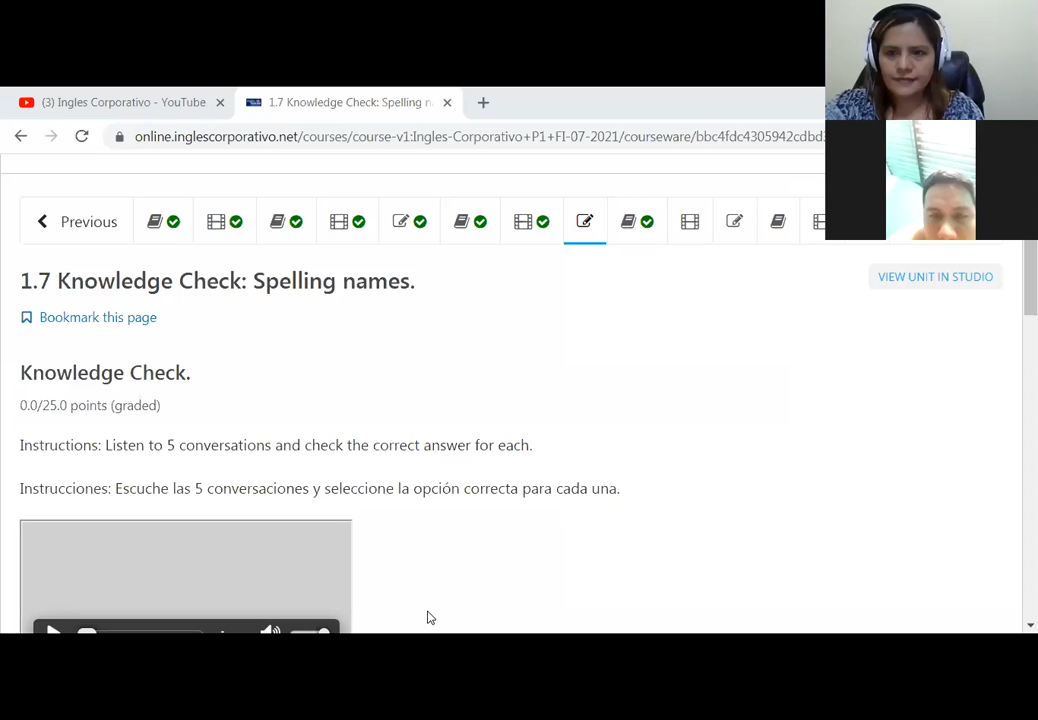 (3) Ingles Corporativo - YouTube
1.7 Knowledge Check: Spelling n
online.inglescorporativo.net/courses/course-v1:Ingles-Corporativo+P1+FI-07-2021/courseware/bbc4fdc4305942cdbd
Previous
1.7 Knowledge Check: Spelling names.
VIEW UNIT IN STUDIO
Bookmark this page
Knowledge Check.
0.0/25.0 points (graded)
Instructions: Listen to 5 conversations and check the correct answer for each.
Instrucciones: Escuche las 5 conversaciones y seleccione la opción correcta para cada una.